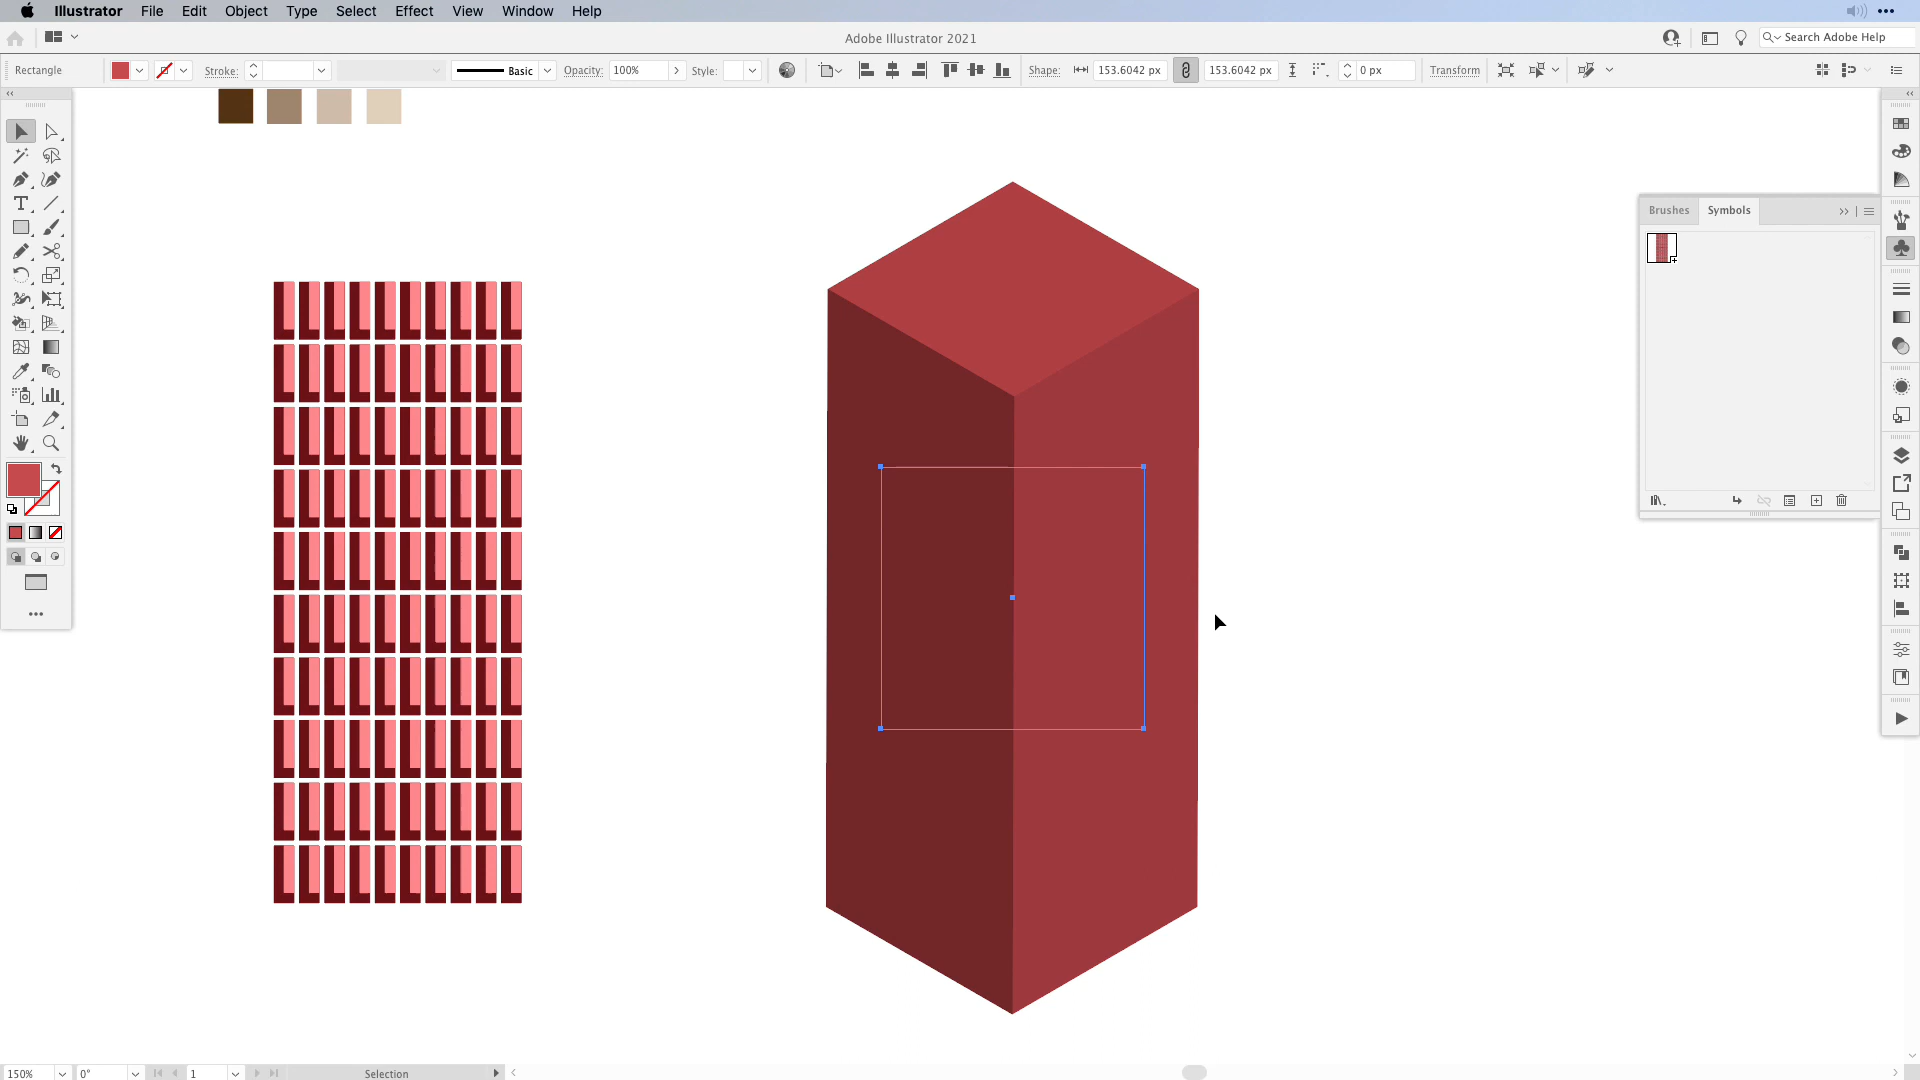 Illustrator File Edit Object Type Select Effect View Window Help
Adobe Illustrator 2021
Search Adobe Help
Rectangle Stroke: Basic Opacity: 100% Style: Shape: 153.6042 px 153.6042 px 0 px Transform
Brushes Symbols
150% 0° 1 Selection